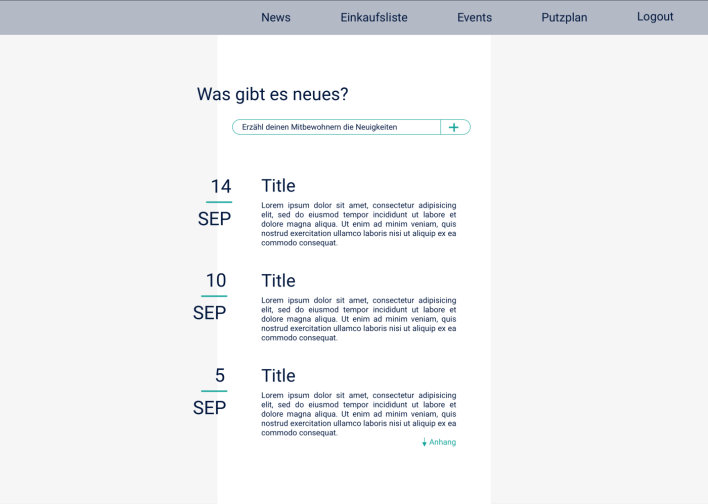 News Einkaufsliste Events Putzplan Logout
Was gibt es neues?
Erzähl deinen Mitbewohnern die Neuigkeiten
14
SEP
Title
Lorem ipsum dolor sit amet, consectetur adipisicing
elit, sed do eiusmod tempor incididunt ut labore et
dolore magna aliqua. Ut enim ad minim veniam, quis
nostrud exercitation ullamco laboris nisi ut aliquip ex ea
commodo consequat.
10
SEP
Title
Lorem ipsum dolor sit amet, consectetur adipisicing
elit, sed do eiusmod tempor incididunt ut labore et
dolore magna aliqua. Ut enim ad minim veniam, quis
nostrud exercitation ullamco laboris nisi ut aliquip ex ea
commodo consequat.
5
SEP
Title
Lorem ipsum dolor sit amet, consectetur adipisicing
elit, sed do eiusmod tempor incididunt ut labore et
dolore magna aliqua. Ut enim ad minim veniam, quis
nostrud exercitation ullamco laboris nisi ut aliquip ex ea
commodo consequat.
Anhang